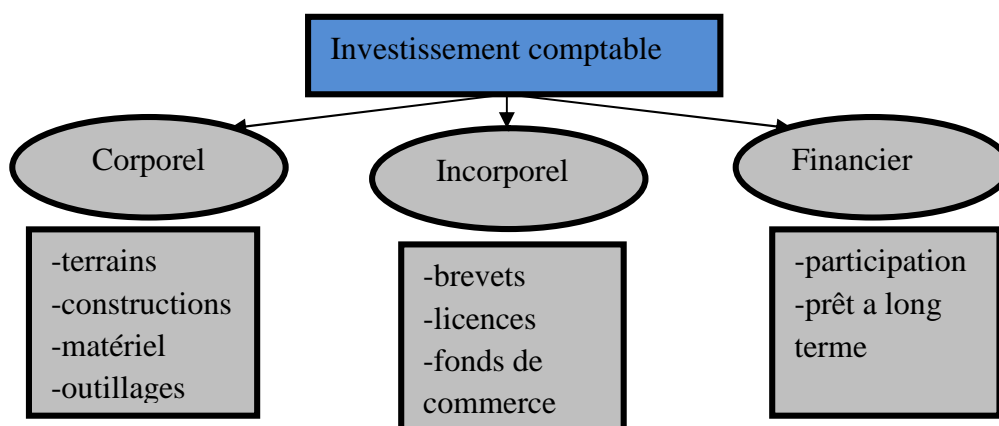 Investissement comptable
Corporel
Incorporel
Financier
-terrains
-constructions
-matériel
-outillages
-brevets
-licences
-fonds de
commerce
-participation
-prêt a long
terme